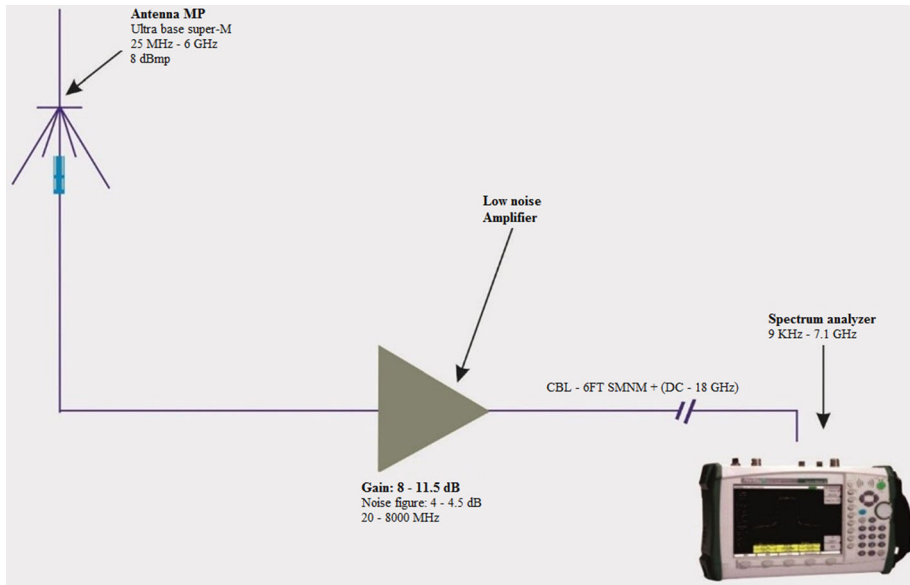 Antenna MP
Ultra base super-M
25 MHz - 6 GHz
8 dBmp
Low noise
Amplifier
Spectrum analyzer
9 KHz - 7.1 GHz
CBL - 6FT SMNM + (DC - 18 GHz)
Gain: 8 - 11.5 dB
Noise figure: 4 - 4.5 dB
20 - 8000 MHz